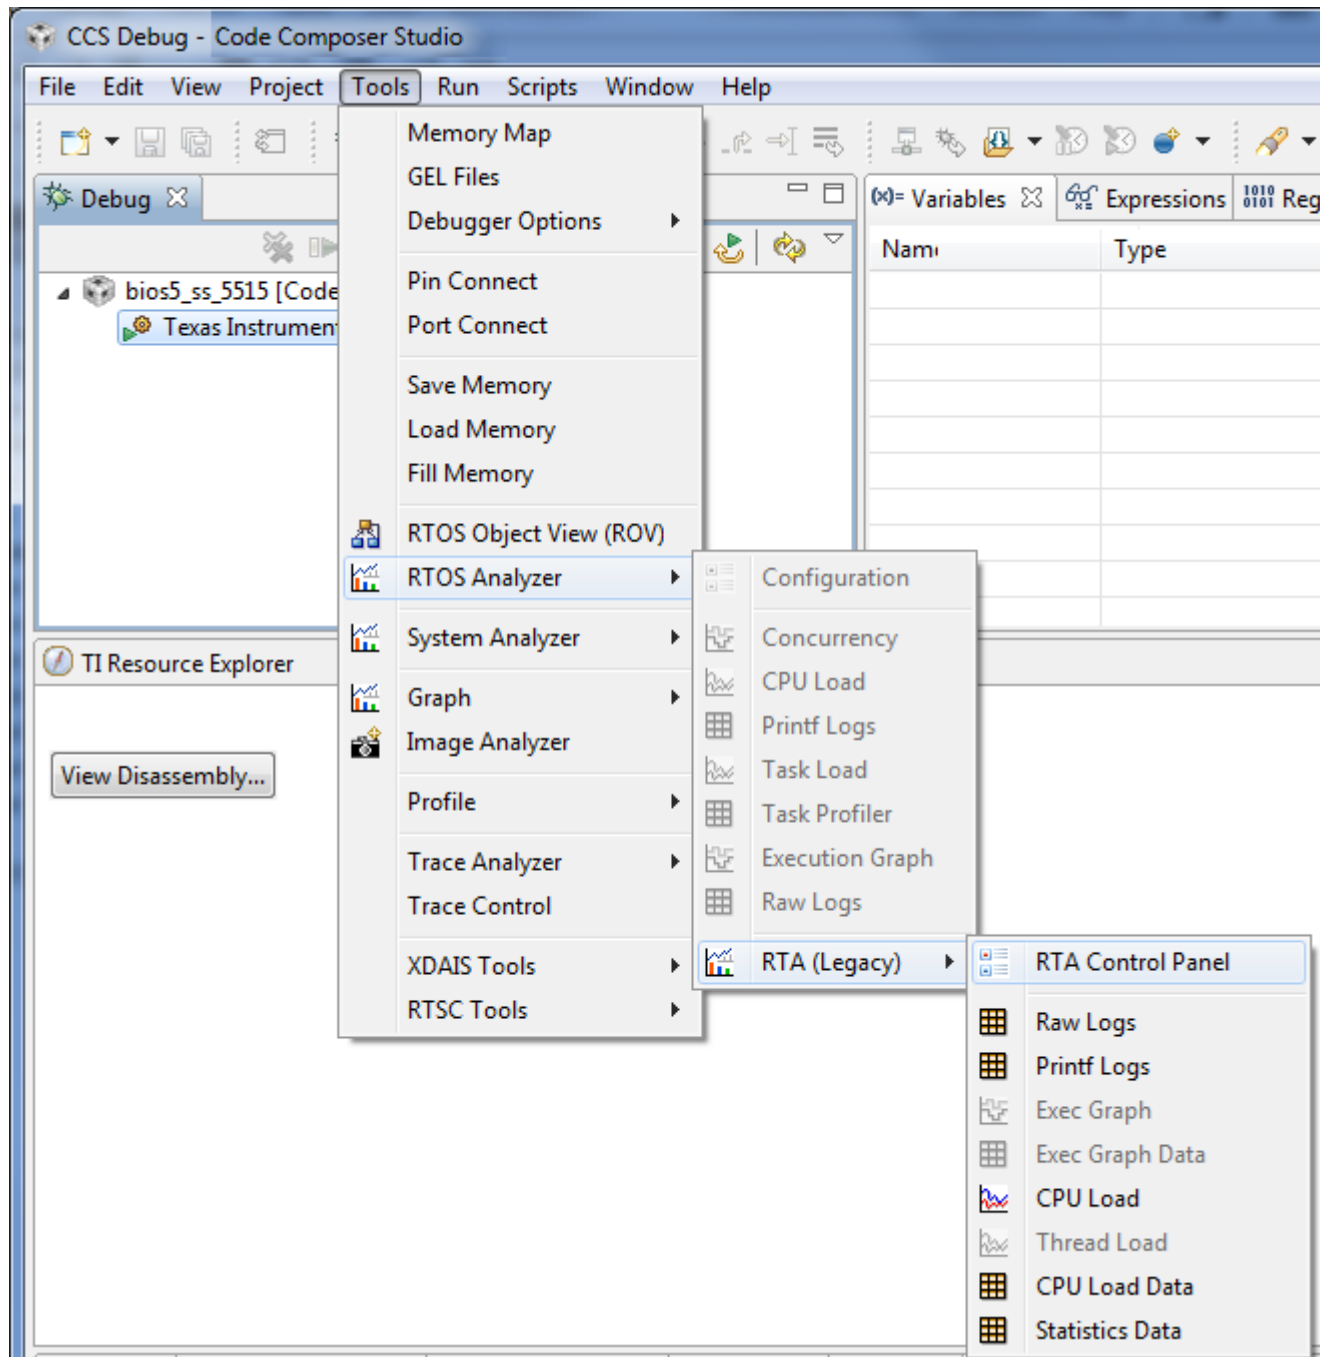 CCS Debug - Code Composer Studio
File Edit View Project Tools Run Scripts Window Help
Debug
bios5_ss_5515 [Code
Texas Instrumen
Memory Map
GEL Files
Debugger Options
Pin Connect
Port Connect
Save Memory
Load Memory
Fill Memory
RTOS Object View (ROV)
RTOS Analyzer
System Analyzer
Graph
Image Analyzer
Profile
Trace Analyzer
Trace Control
XDAIS Tools
RTSC Tools
(x)= Variables Expressions 1010 0101 Reg
Name Type
Configuration
Concurrency
CPU Load
Printf Logs
Task Load
Task Profiler
Execution Graph
Raw Logs
RTA (Legacy)
RTA Control Panel
Raw Logs
Printf Logs
Exec Graph
Exec Graph Data
CPU Load
Thread Load
CPU Load Data
Statistics Data
TI Resource Explorer
View Disassembly...